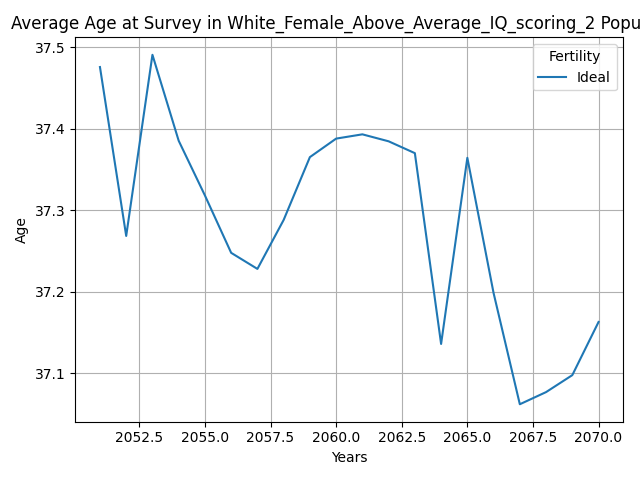 Average Age at Survey in White_Female_Above_Average_IQ_scoring_2 Popu
Fertility
Ideal
37.5
37.4
37.3
37.2
37.1
Age
2052.5 2055.0 2057.5 2060.0 2062.5 2065.0 2067.5 2070.0
Years